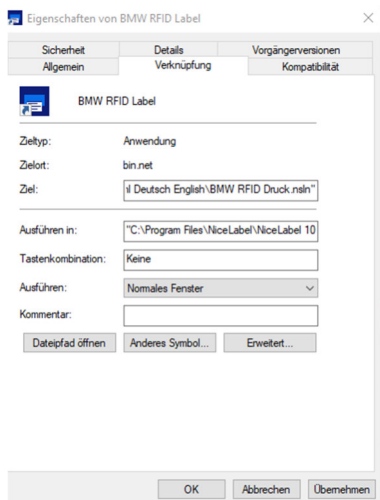 Eigenschaften von BMW RFID Label
Sicherheit Details Vorgängerversionen
Allgemein Verknüpfung Kompatibilität
BMW RFID Label
Zieltyp: Anwendung
Zielort: bin.net
Ziel: il Deutsch English\BMW RFID Druck.nsln"
Ausführen in: "C:\Program Files\NiceLabel\NiceLabel 10
Tastenkombination: Keine
Ausführen: Normales Fenster
Kommentar:
Dateipfad öffnen Anderes Symbol... Erweitert...
OK Abbrechen Übernehmen